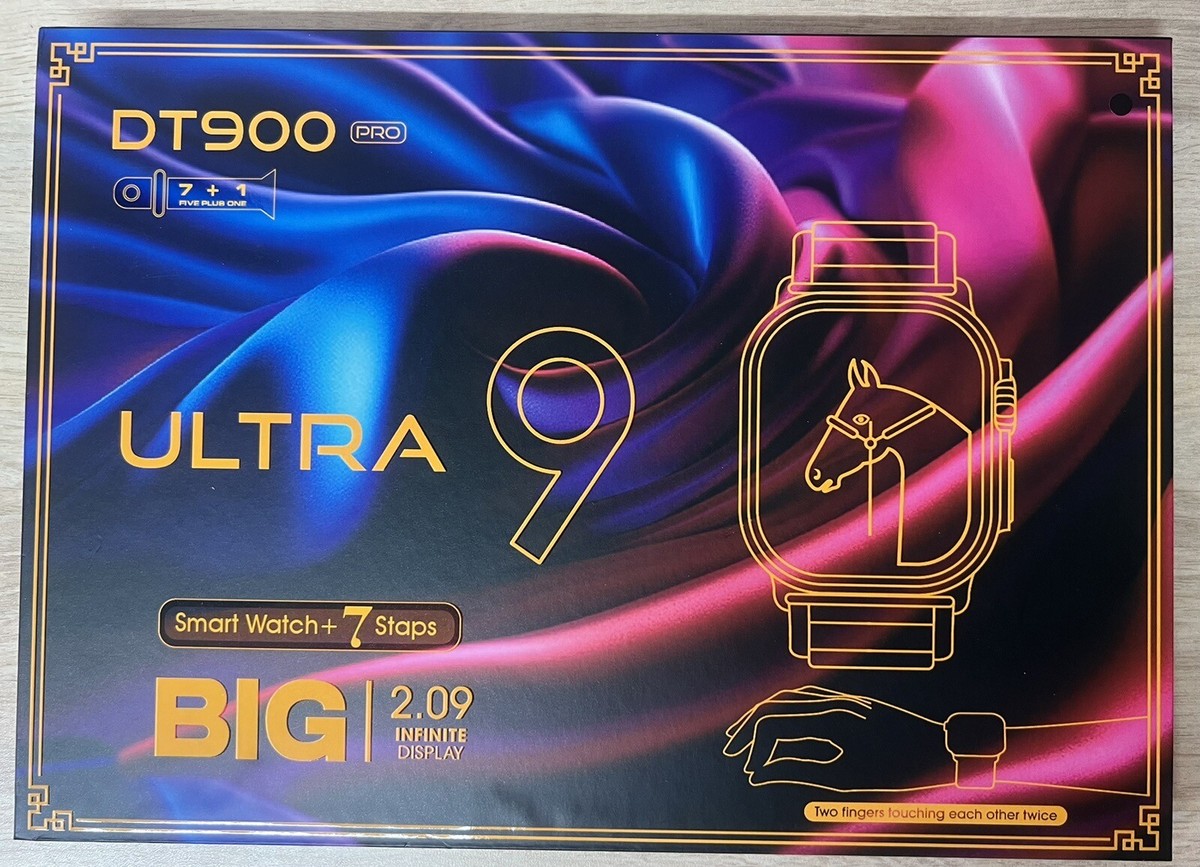 DT900 PRO
7 + 1
FIVE PLUB ONE
ULTRA 9
Smart Watch+ 7 Staps
BIG
2.09
INFINITE
DISPLAY
Two fingers touching each other twice